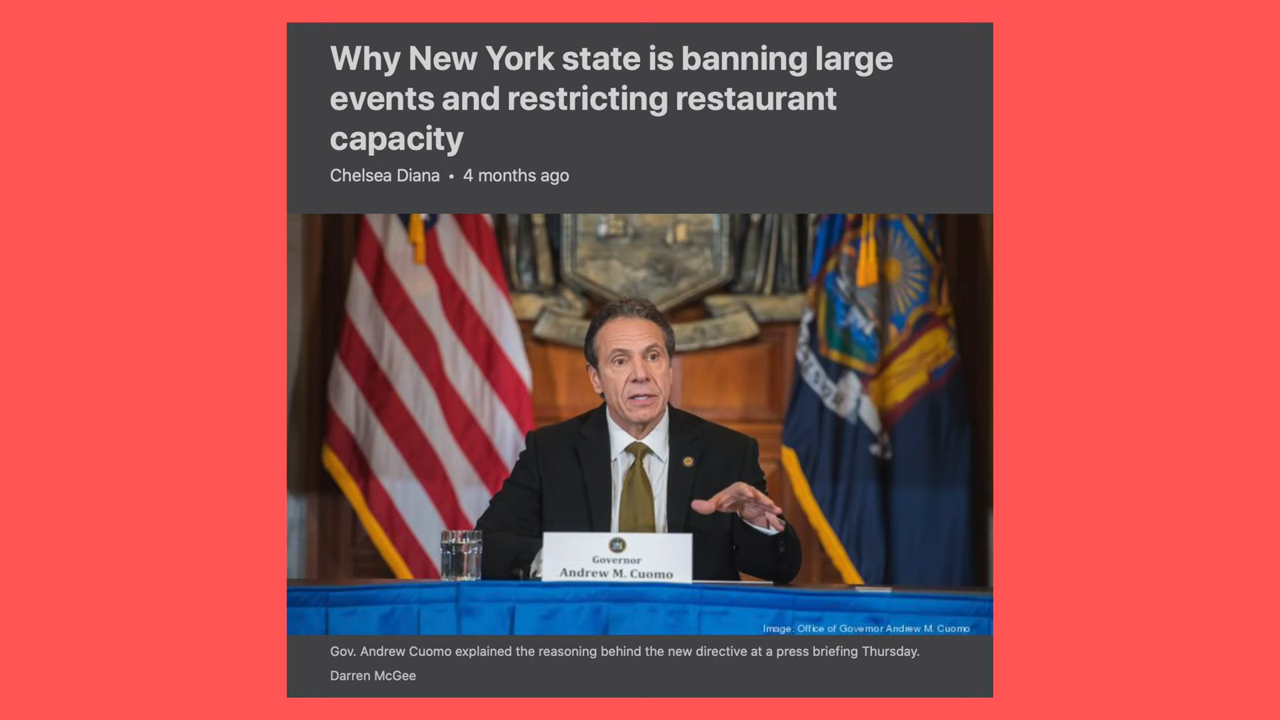 Why New York state is banning large
events and restricting restaurant
capacity
Chelsea Diana • 4 months ago
Governor
Andrew M. Cuomo
Image: Office of Governor Andrew M. Cuomo
Gov. Andrew Cuomo explained the reasoning behind the new directive at a press briefing Thursday.
Darren McGee